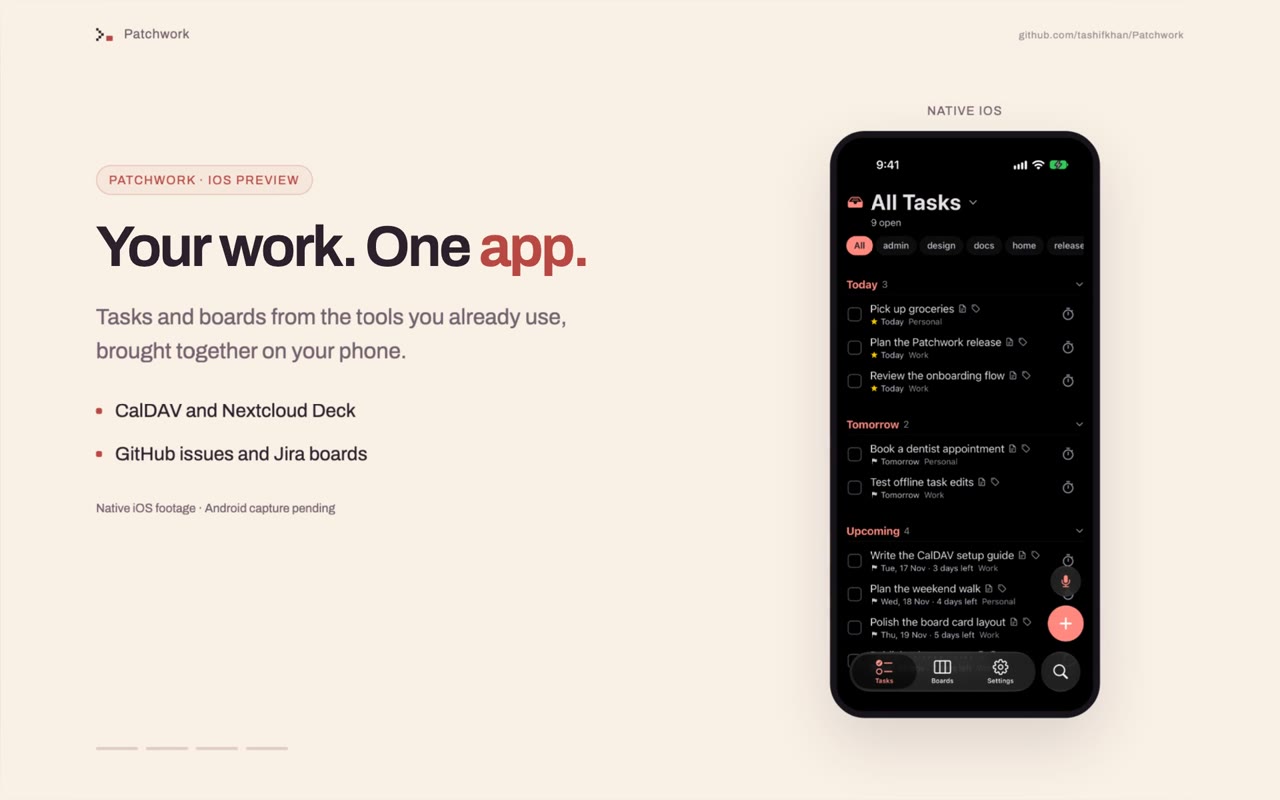 Patchwork
github.com/tashifkhan/Patchwork
PATCHWORK · IOS PREVIEW
Your work. One app.
Tasks and boards from the tools you already use,
brought together on your phone.
CalDAV and Nextcloud Deck
GitHub issues and Jira boards
Native iOS footage · Android capture pending
NATIVE IOS
9:41
All Tasks
9 open
All admin design docs home release
Today 3
Pick up groceries
Today Personal
Plan the Patchwork release
Today Work
Review the onboarding flow
Today Work
Tomorrow 2
Book a dentist appointment
Tomorrow Personal
Test offline task edits
Tomorrow Work
Upcoming 4
Write the CalDAV setup guide
Tue, 17 Nov · 3 days left Work
Plan the weekend walk
Wed, 18 Nov · 4 days left Personal
Polish the board card layout
Thu, 19 Nov · 5 days left Work
Tasks Boards Settings